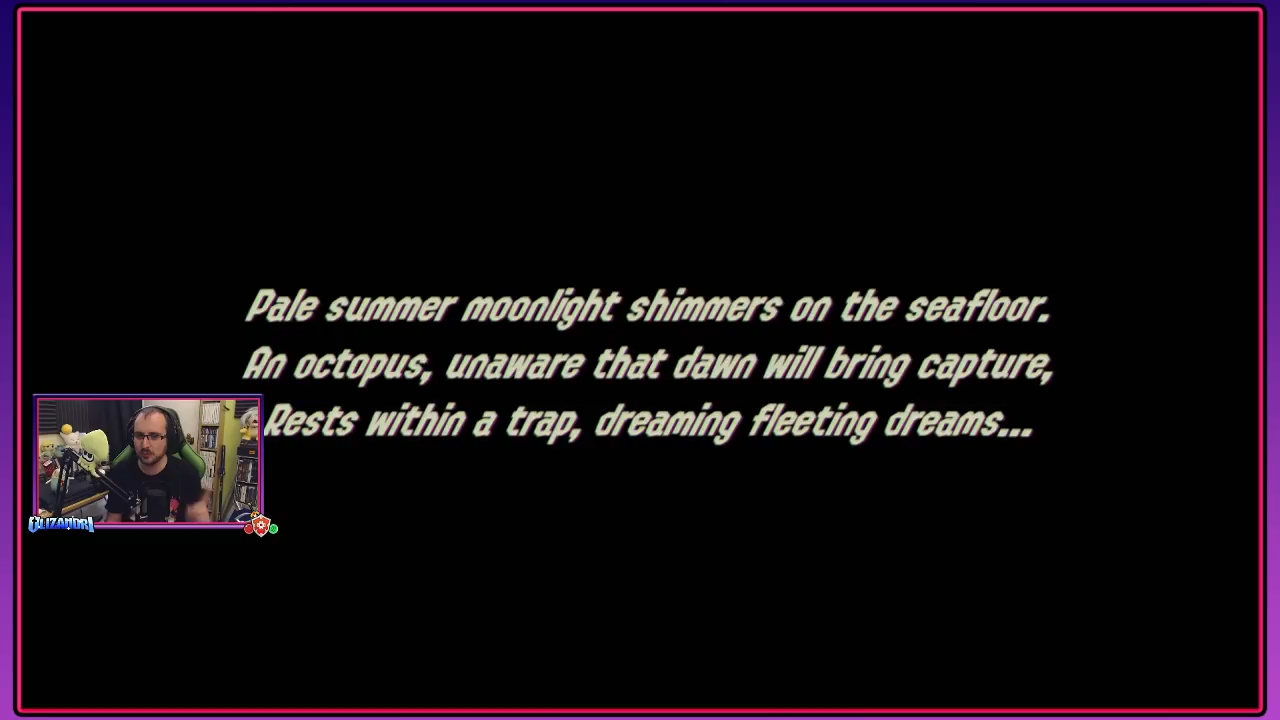 Pale summer moonlight shimmers on the seafloor.
An octopus, unaware that dawn will bring capture,
Rests within a trap, dreaming fleeting dreams...